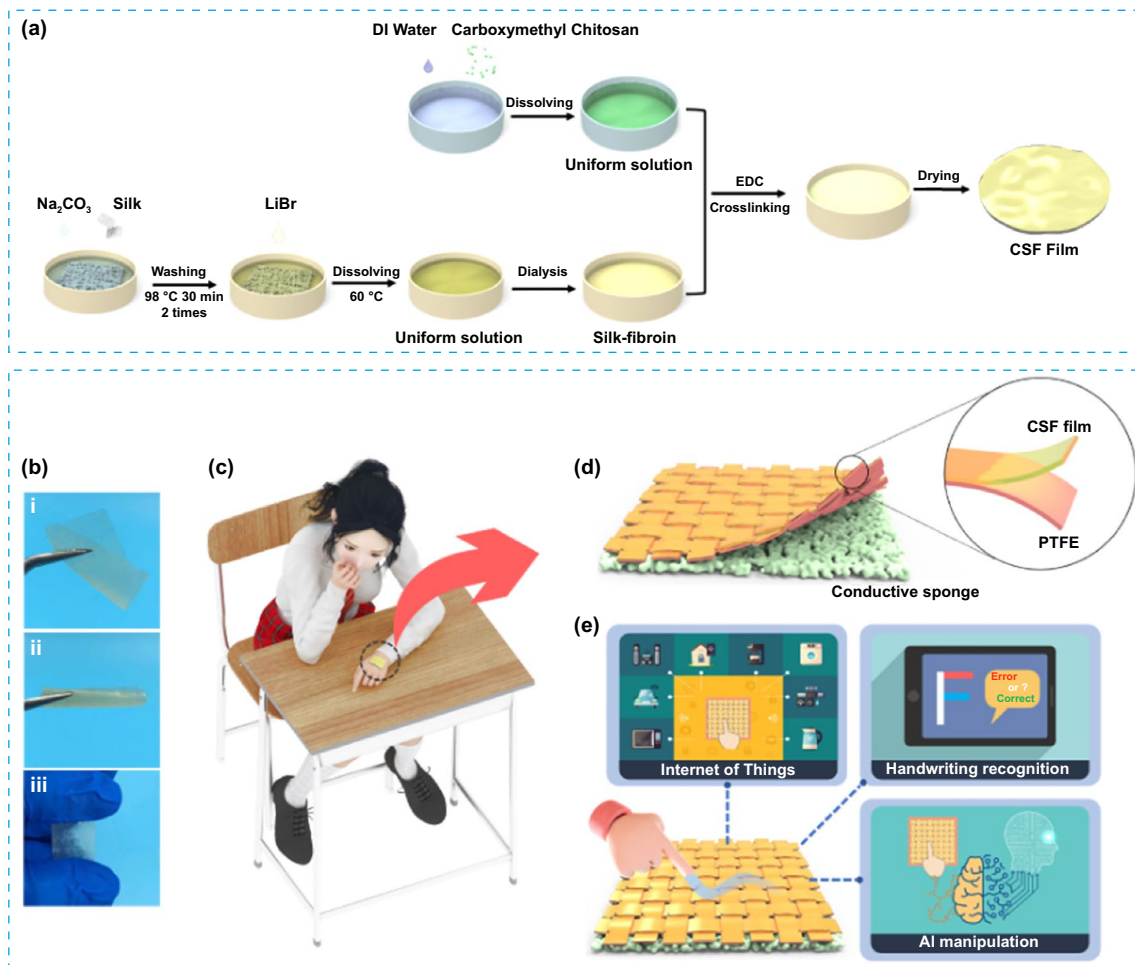 (a)
DI Water
Carboxymethyl Chitosan
Dissolving
Uniform solution
Na₂CO₃
Silk
LiBr
Washing
98 °C 30 min
2 times
Dissolving
60 °C
Uniform solution
Dialysis
Silk-fibroin
EDC
Crosslinking
Drying
CSF Film
(b)
i
ii
iii
(c)
(d)
CSF film
PTFE
Conductive sponge
(e)
Internet of Things
Error
or ?
Correct
Handwriting recognition
AI manipulation